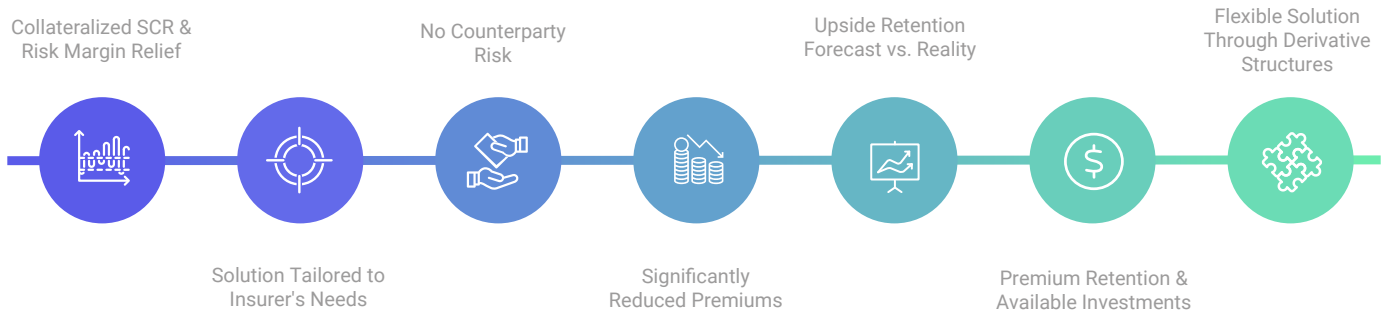 Collateralized SCR &
Risk Margin Relief
Solution Tailored to
Insurer's Needs
No Counterparty
Risk
Significantly
Reduced Premiums
Upside Retention
Forecast vs. Reality
$
Premium Retention &
Available Investments
Flexible Solution
Through Derivative
Structures